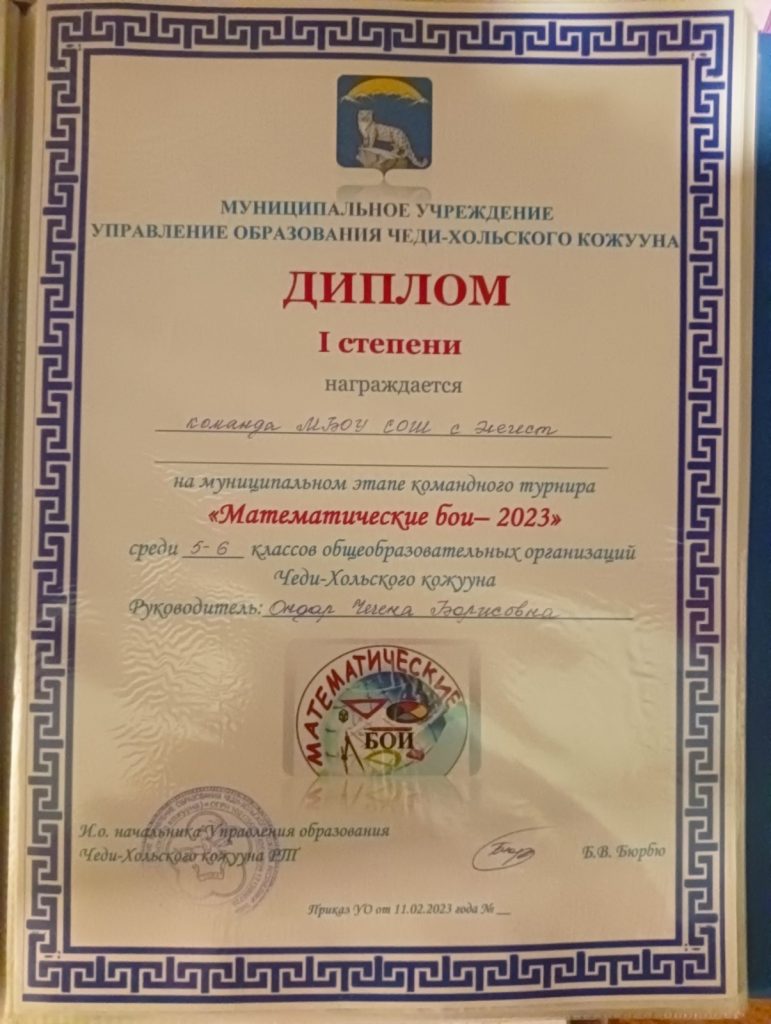 МУНИЦИПАЛЬНОЕ УЧРЕЖДЕНИЕ
УПРАВЛЕНИЕ ОБРАЗОВАНИЯ ЧЕДИ-ХОЛЬСКОГО КОЖУУНА
ДИПЛОМ
I степени
награждается
команда МБОУ СОШ с Элегест
на муниципальном этапе командного турнира
«Математические бои– 2023»
среди 5-6 классов общеобразовательных организаций
Чеди-Хольского кожууна
Руководитель: Ондар Чечена Борисовна
МАТЕМАТИЧЕСКИЕ
БОИ
И.о. начальника Управления образования
Чеди-Хольского кожууна РТ
Б.В. Бюрбю
Приказ УО от 11.02.2023 года № __